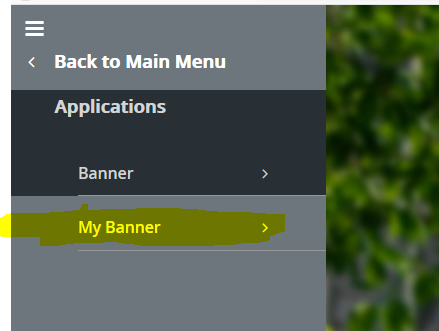 Back to Main Menu
Applications
Banner
My Banner